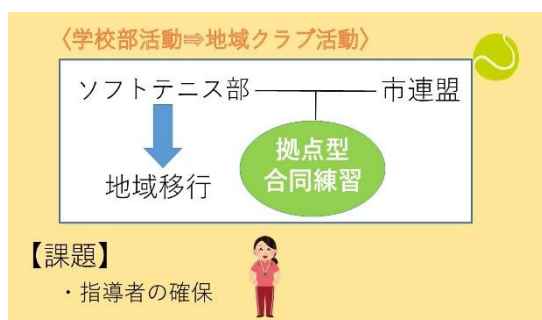 〈学校部活動⇒地域クラブ活動〉
ソフトテニス部 市連盟
拠点型
合同練習
地域移行
【課題】
・指導者の確保